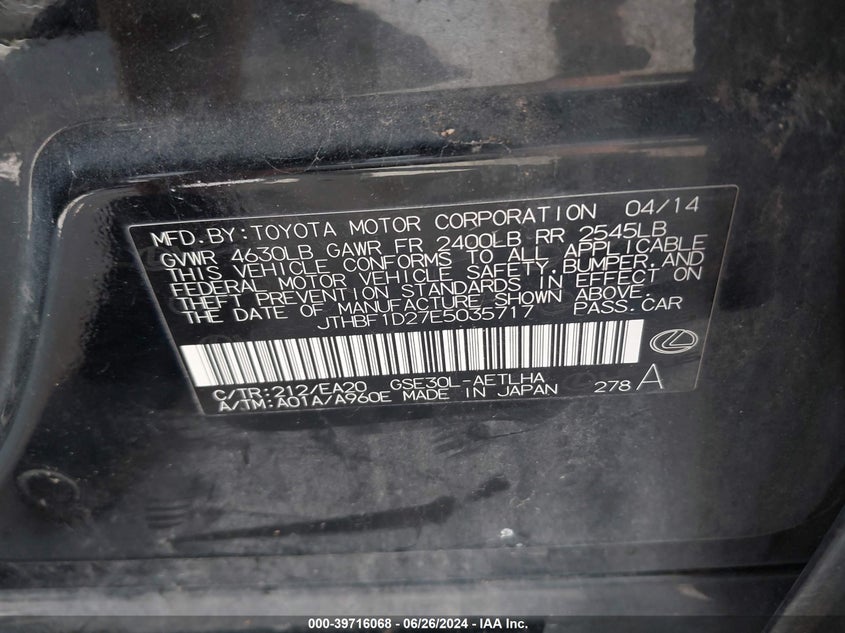 MFD.BY:TOYOTA MOTOR CORPORATION 04/14
GVWR 4630LB GAWR FR 2400LB RR 2545LB
THIS VEHICLE CONFORMS TO ALL APPLICABLE
FEDERAL MOTOR VEHICLE SAFETY,BUMPER,AND
THEFT PREVENTION STANDARDS IN EFFECT ON
THE DATE OF MANUFACTURE SHOWN ABOVE.
JTHBF1D27E5035717 PASS.CAR
C/TR:212/EA20 GSE30L-AETLHA
A/TM:A01A/A960E MADE IN JAPAN 278 A
000-39716068 | 06/26/2024 | IAA Inc.